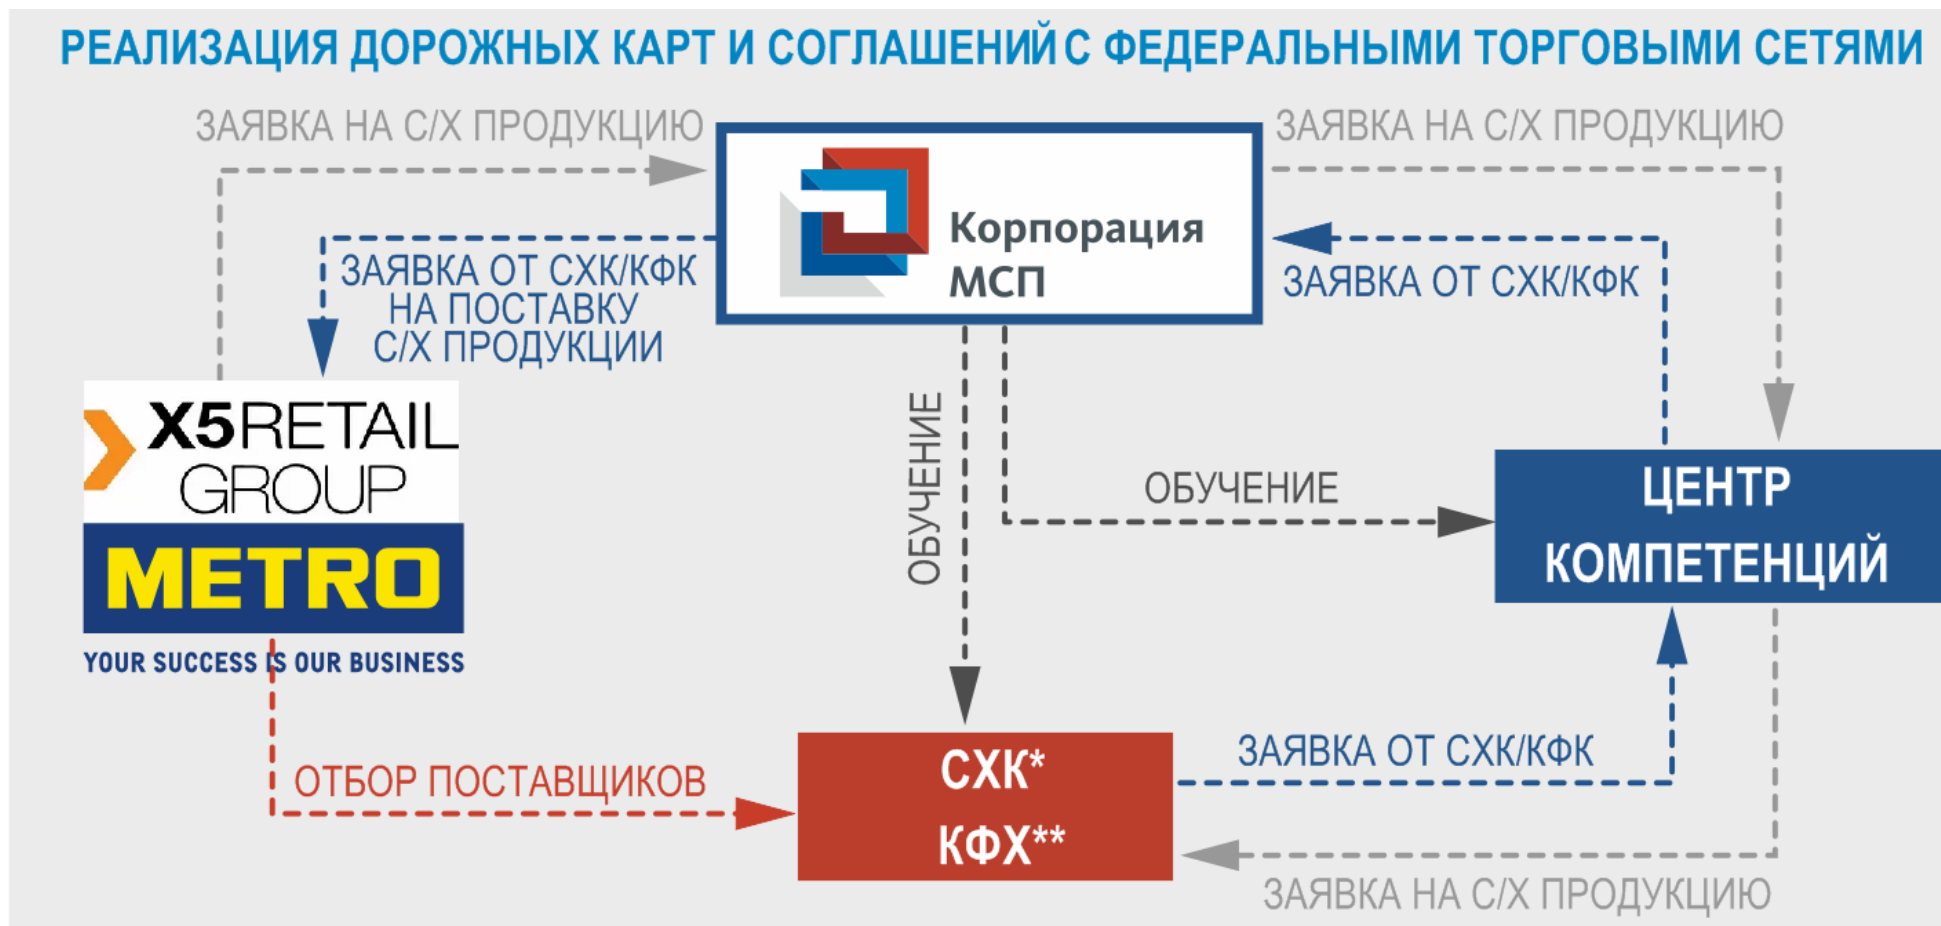 РЕАЛИЗАЦИЯ ДОРОЖНЫХ КАРТ И СОГЛАШЕНИЙ С ФЕДЕРАЛЬНЫМИ ТОРГОВЫМИ СЕТЯМИ
ЗАЯВКА НА С/Х ПРОДУКЦИЮ
ЗАЯВКА НА С/Х ПРОДУКЦИЮ
Корпорация
МСП
ЗАЯВКА ОТ СХК/КФК
НА ПОСТАВКУ
С/Х ПРОДУКЦИИ
ЗАЯВКА ОТ СХК/КФК
X5RETAIL
GROUP
METRO
YOUR SUCCESS IS OUR BUSINESS
ОБУЧЕНИЕ
ОБУЧЕНИЕ
ЦЕНТР
КОМПЕТЕНЦИЙ
ОТБОР ПОСТАВЩИКОВ
СХК*
КФХ**
ЗАЯВКА ОТ СХК/КФК
ЗАЯВКА НА С/Х ПРОДУКЦИЮ